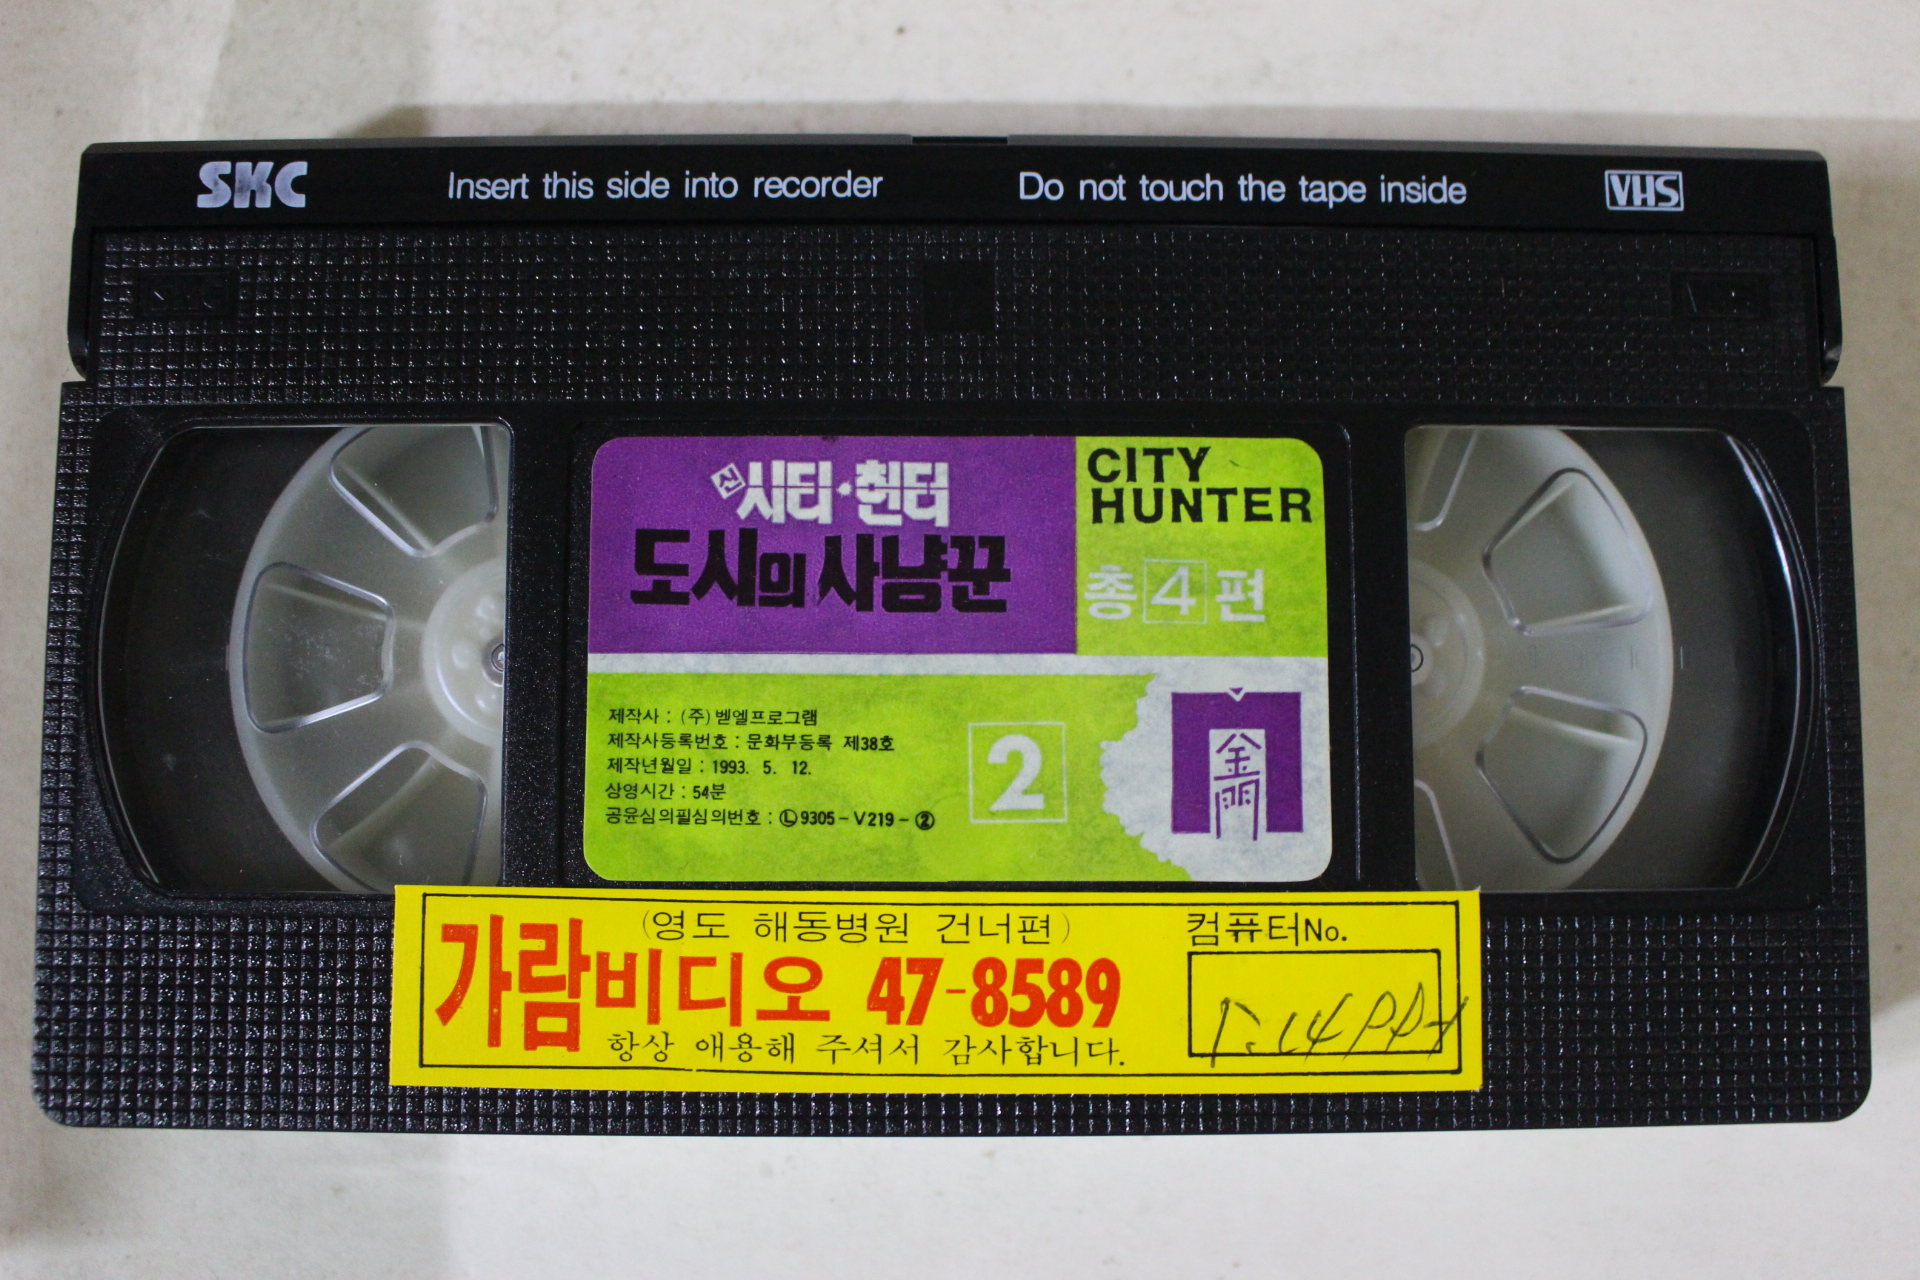 SKC Insert this side into recorder Do not touch the tape inside VHS
신 시티·헌터
도시의 사냥꾼
CITY
HUNTER
총 4 편
제작사 : (주)벧엘프로그램
제작사등록번호 : 문화부등록 제38호
제작년월일 : 1993. 5. 12.
상영시간 : 54분
공윤심의필심의번호 : Ⓛ9305-V219-②
2
金門
(영도 해동병원 건너편)
가람비디오 47-8589
항상 애용해 주셔서 감사합니다.
컴퓨터No.